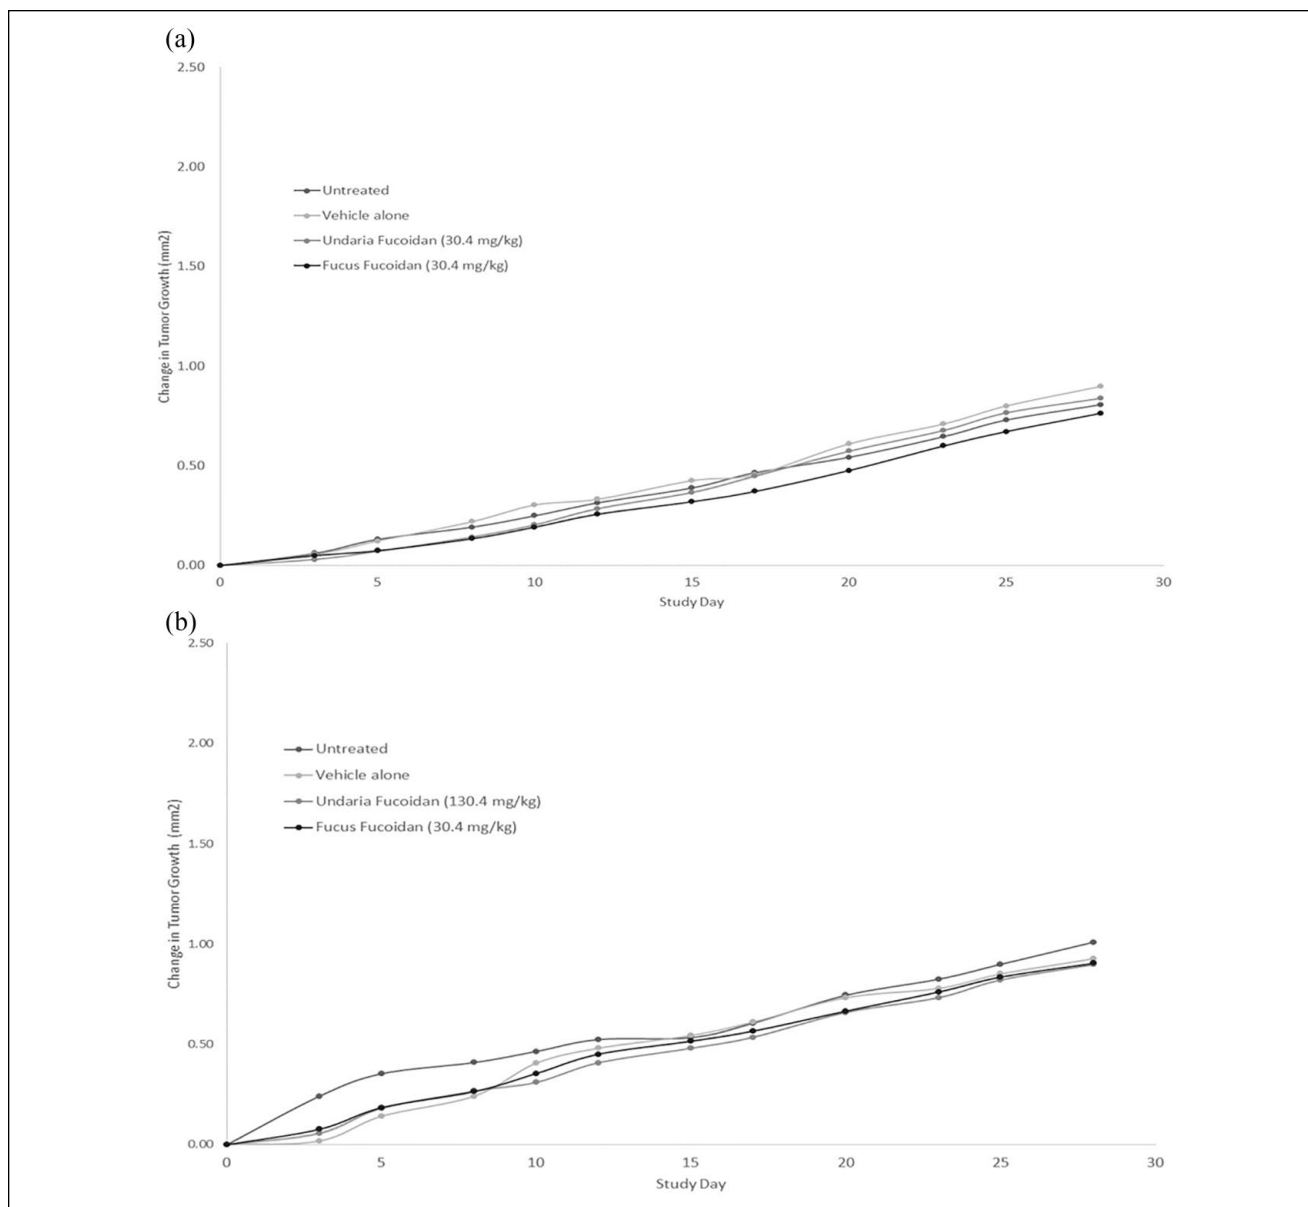 (a)
2.50
2.00
1.50
1.00
0.50
0.00
Change in Tumor Growth (mm2)
Untreated
Vehicle alone
Undaria Fucoidan (30.4 mg/kg)
Fucus Fucoidan (30.4 mg/kg)
0 5 10 15 20 25 30
Study Day
(b)
2.50
2.00
1.50
1.00
0.50
0.00
Change in Tumor Growth (mm2)
Untreated
Vehicle alone
Undaria Fucoidan (130.4 mg/kg)
Fucus Fucoidan (30.4 mg/kg)
0 5 10 15 20 25 30
Study Day